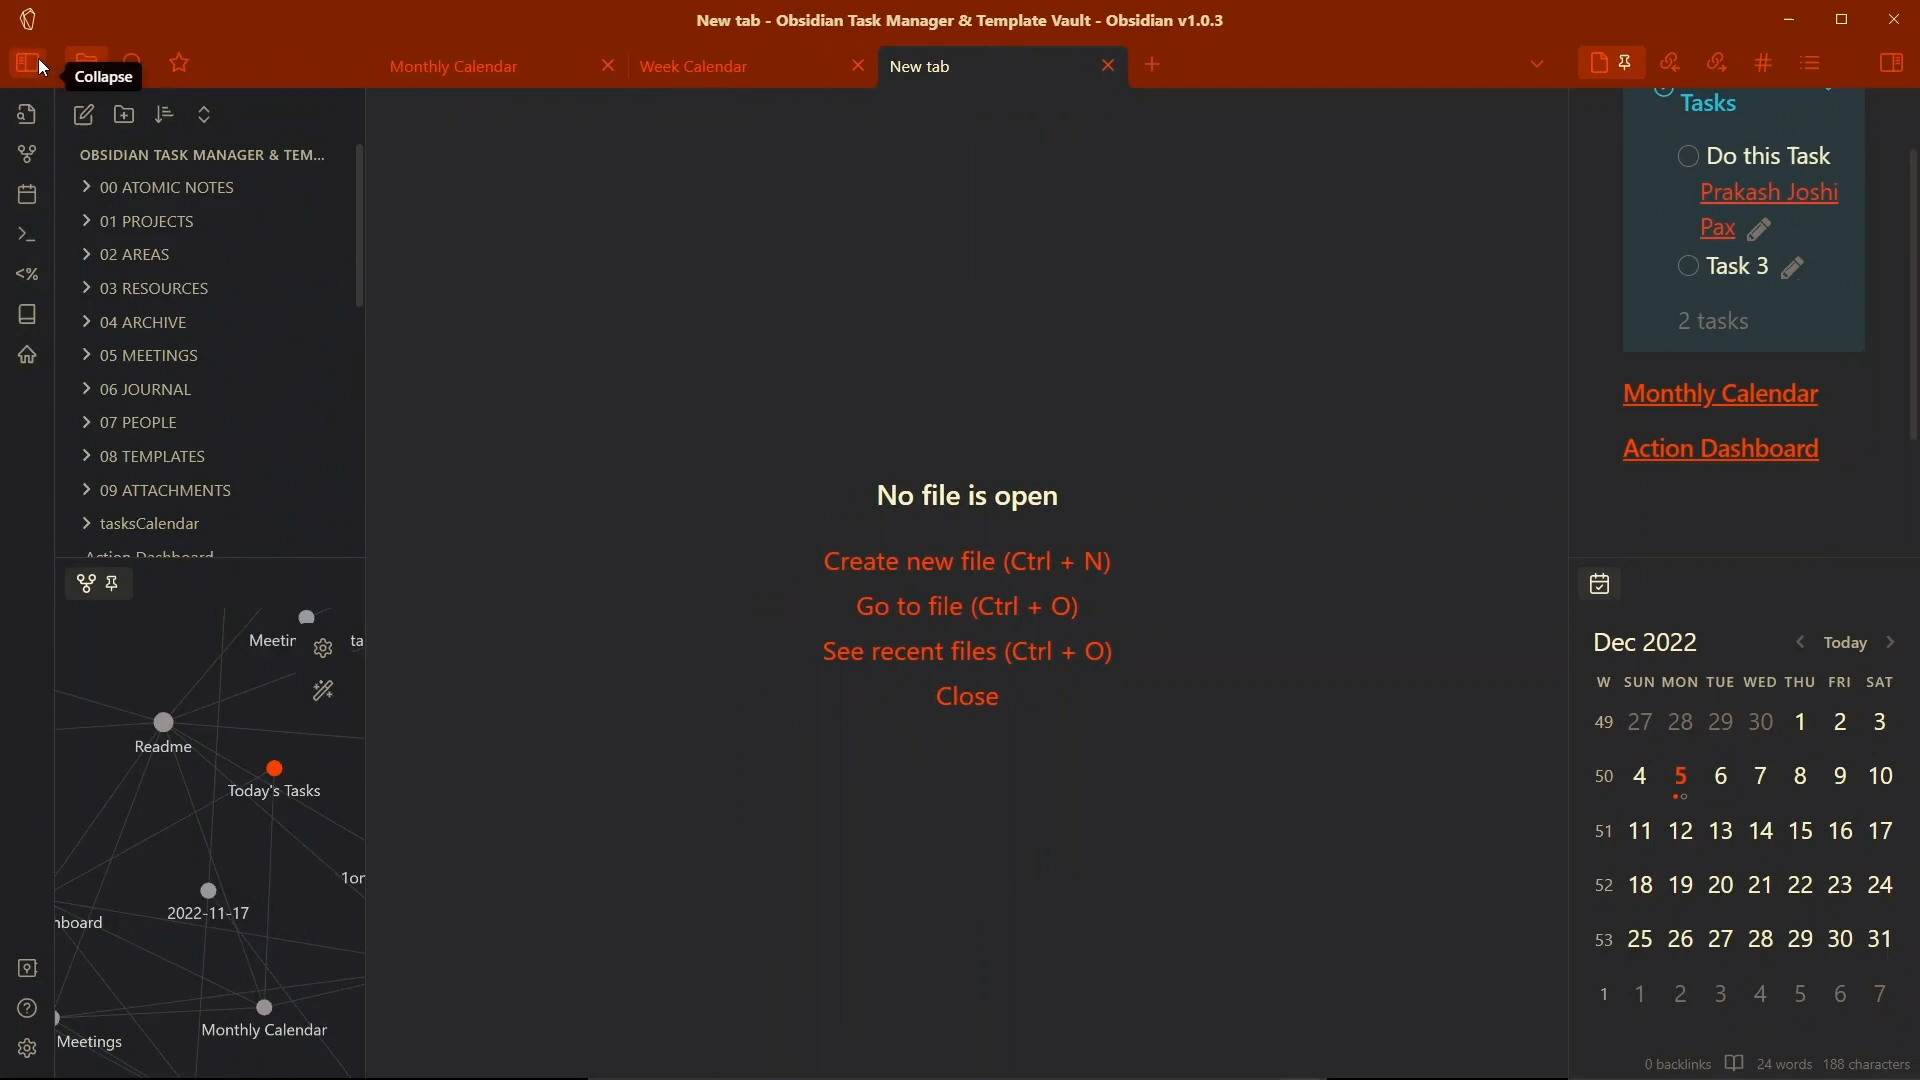 New tab - Obsidian Task Manager & Template Vault - Obsidian v1.0.3
Collapse
Monthly Calendar
Week Calendar
New tab
OBSIDIAN TASK MANAGER & TEM...
00 ATOMIC NOTES
01 PROJECTS
02 AREAS
03 RESOURCES
04 ARCHIVE
05 MEETINGS
06 JOURNAL
07 PEOPLE
08 TEMPLATES
09 ATTACHMENTS
tasksCalendar
Action Dashboard
Meetin
ta
Readme
Today's Tasks
1on
2022-11-17
nboard
Monthly Calendar
Meetings
No file is open
Create new file (Ctrl + N)
Go to file (Ctrl + O)
See recent files (Ctrl + O)
Close
Tasks
Do this Task
Prakash Joshi
Pax
Task 3
2 tasks
Monthly Calendar
Action Dashboard
Dec 2022 Today
W SUN MON TUE WED THU FRI SAT
49 27 28 29 30 1 2 3
50 4 5 6 7 8 9 10
51 11 12 13 14 15 16 17
52 18 19 20 21 22 23 24
53 25 26 27 28 29 30 31
1 1 2 3 4 5 6 7
0 backlinks 24 words 188 characters